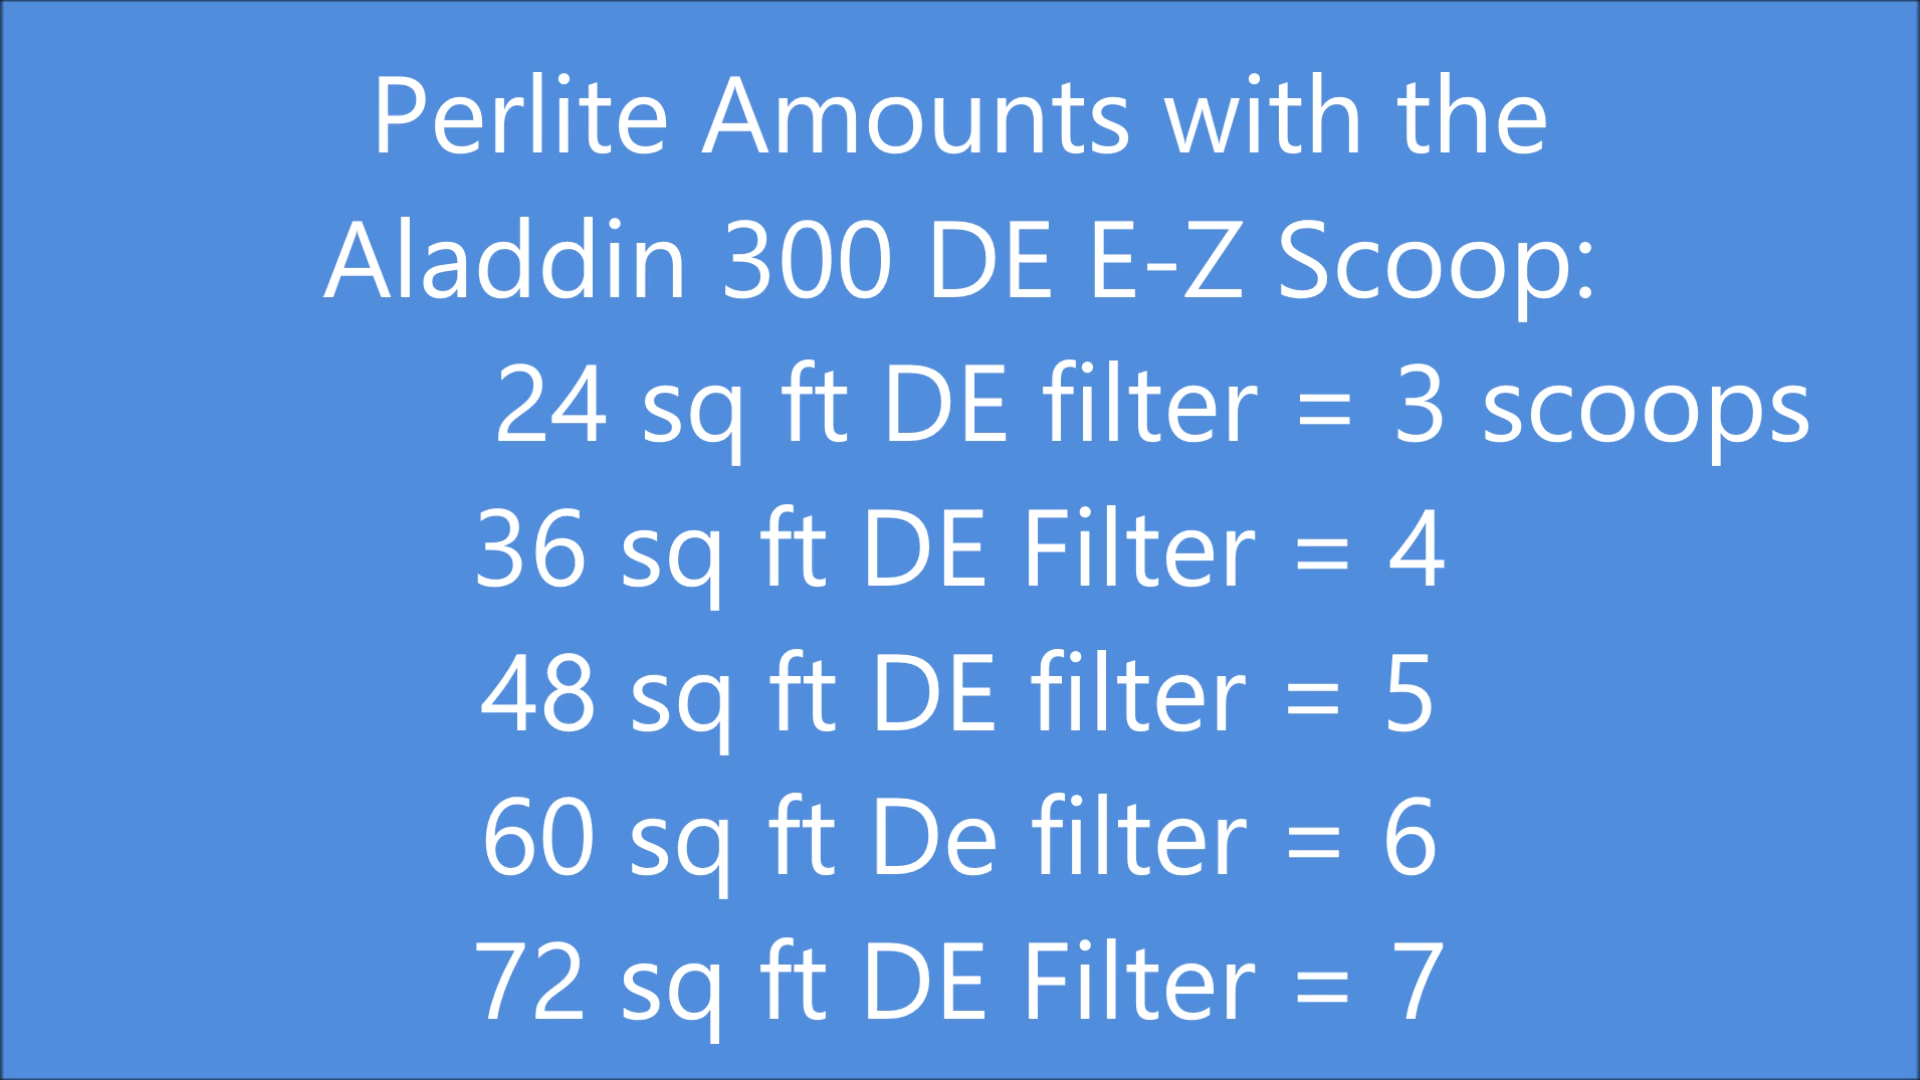 Perlite Amounts with the
Aladdin 300 DE E-Z Scoop:
24 sq ft DE filter = 3 scoops
36 sq ft DE Filter = 4
48 sq ft DE filter = 5
60 sq ft De filter = 6
72 sq ft DE Filter = 7